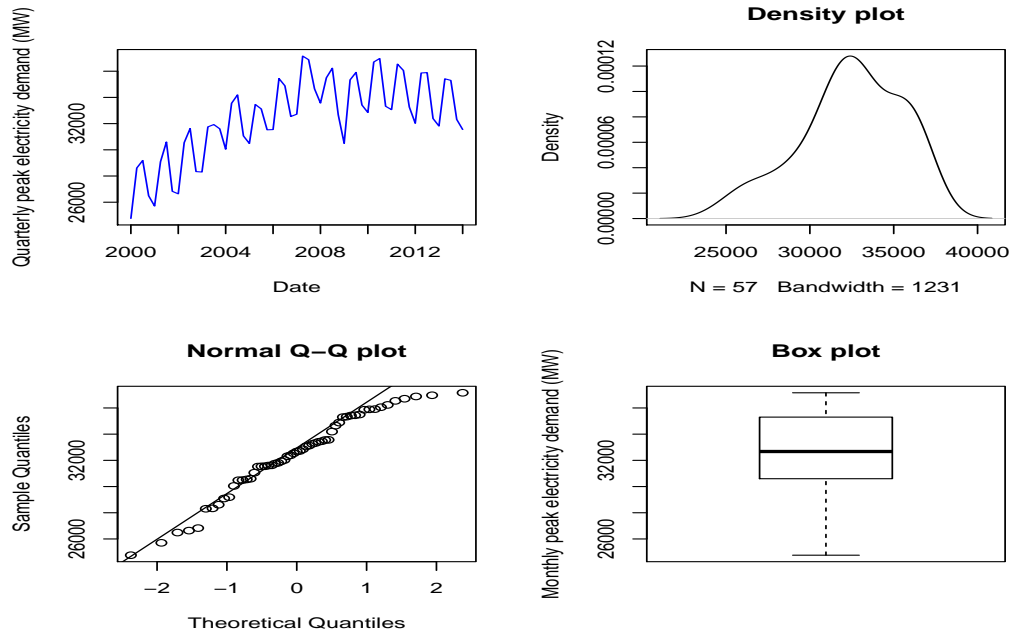 Quarterly peak electricity demand (MW)
26000
32000
2000
2004
2008
2012
Date
Density plot
Density
0.00000
0.00006
0.00012
25000
30000
35000
40000
N = 57 Bandwidth = 1231
Normal Q−Q plot
Sample Quantiles
26000
32000
−2
−1
0
1
2
Theoretical Quantiles
Box plot
Monthly peak electricity demand (MW)
26000
32000